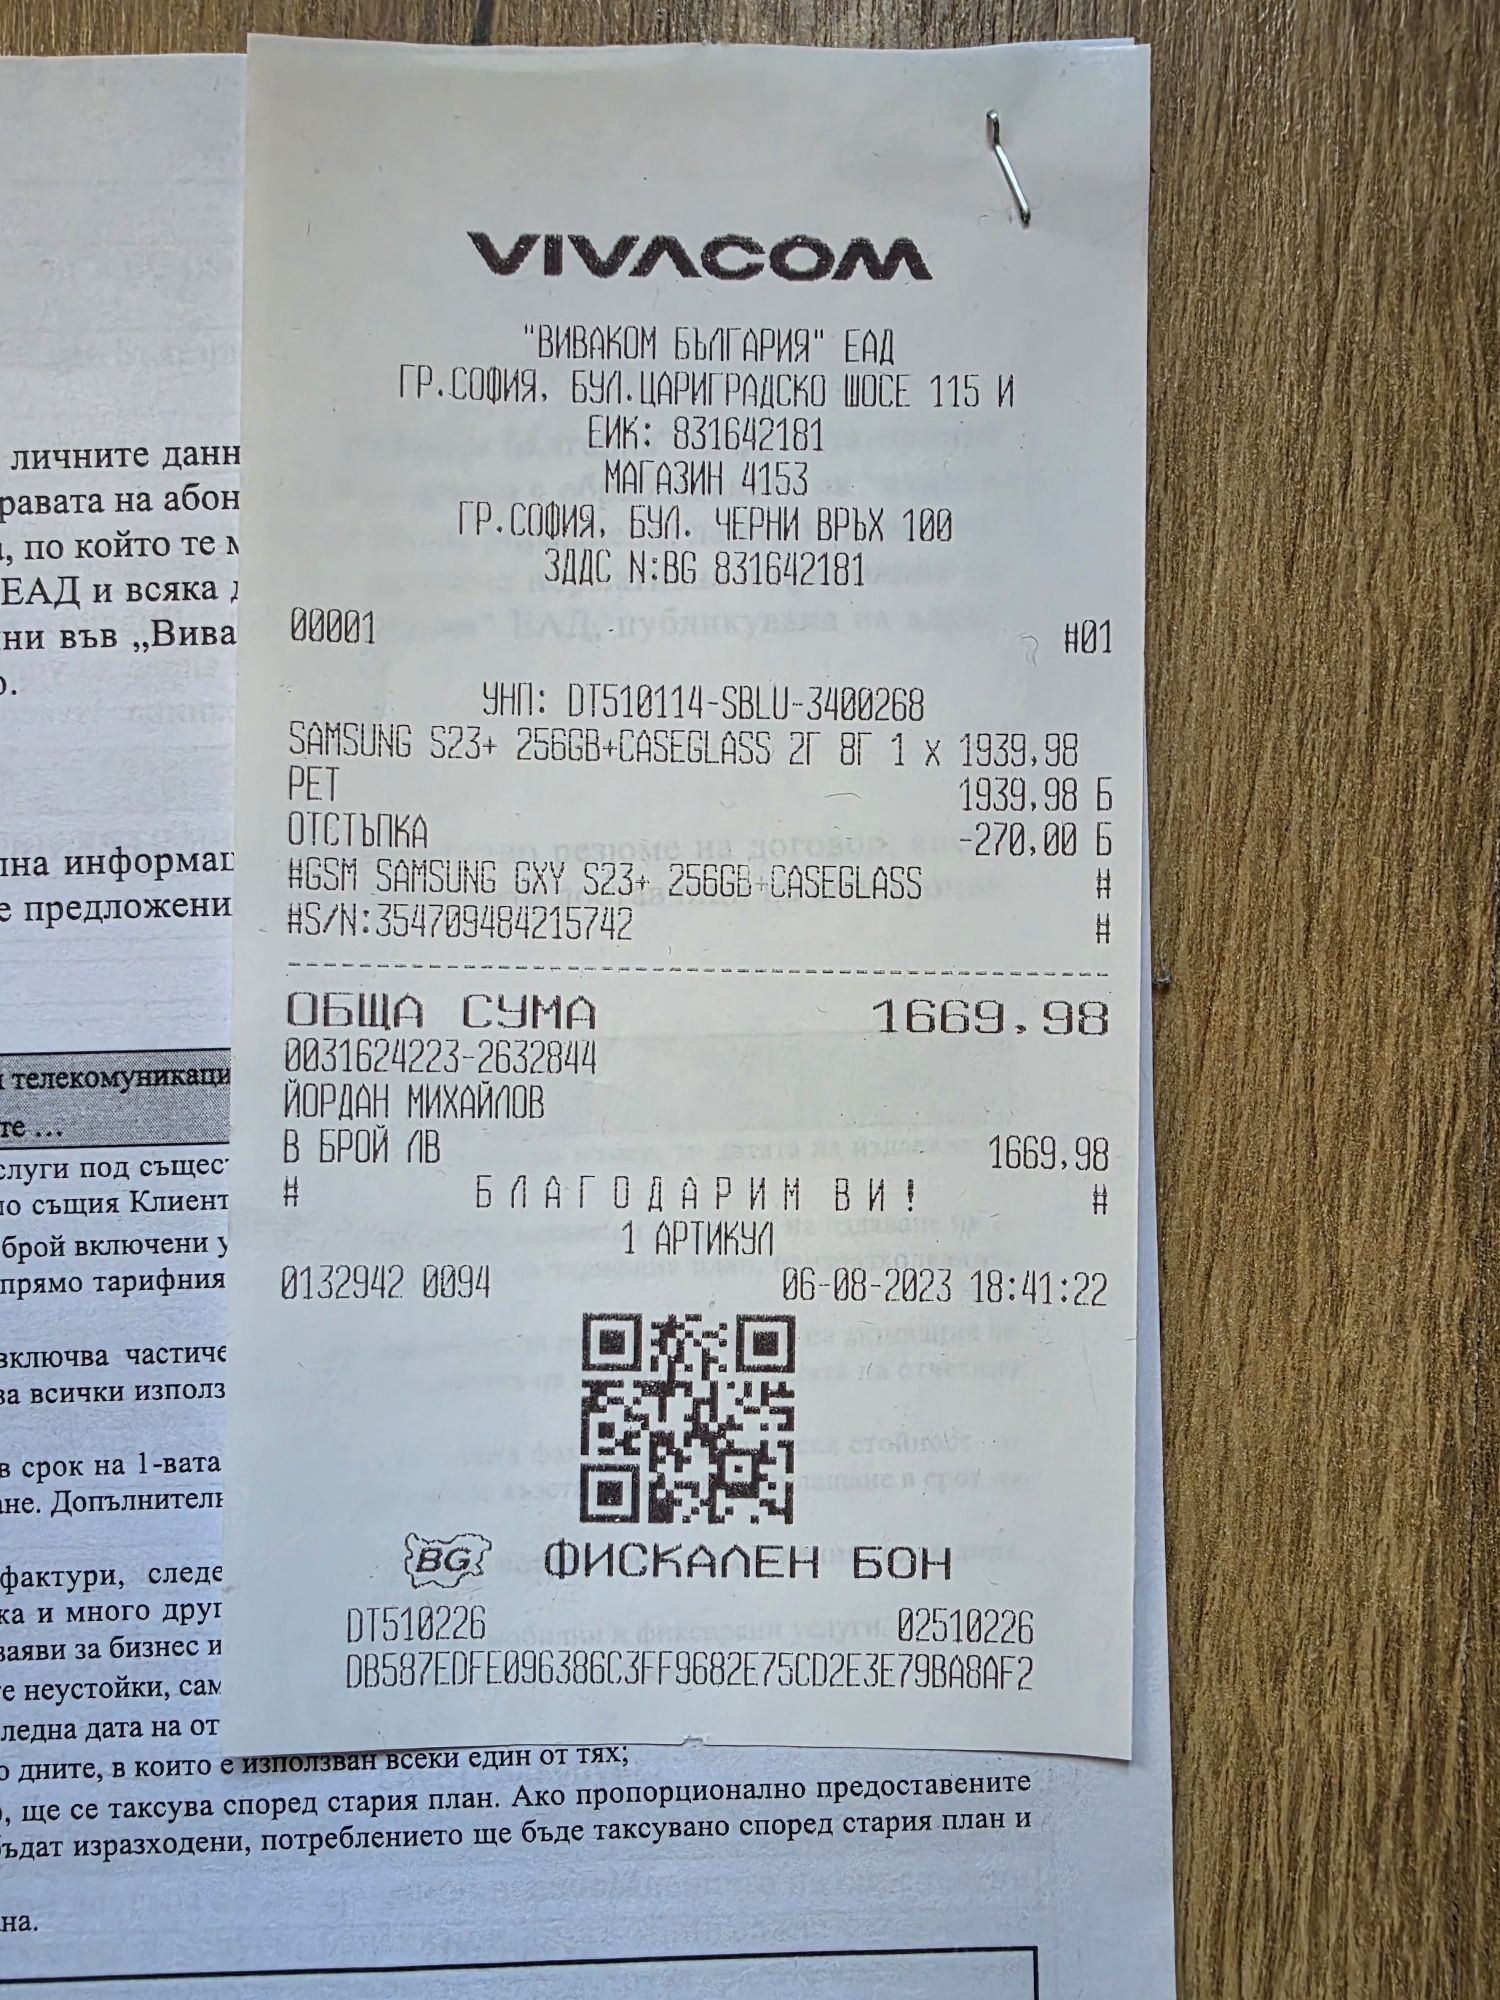 VIVACOM
"ВИВАКОМ БЪЛГАРИЯ" ЕАД
ГР.СОФИЯ, БУЛ.ЦАРИГРАДСКО ШОСЕ 115 И
ЕИК: 831642181
МАГАЗИН 4153
ГР.СОФИЯ, БУЛ. ЧЕРНИ ВРЪХ 100
ЗДДС N:BG 831642181
00001 #01
УНП: DT510114-SBLU-3400268
SAMSUNG S23+ 256GB+CASEGLASS 2Г 8Г 1 x 1939,98
РЕТ 1939,98 Б
ОТСТЪПКА -270,00 Б
#GSM SAMSUNG GXY S23+ 256GB+CASEGLASS #
#S/N:354709484215742 #
ОБЩА СУМА 1669,98
0031624223-2632844
ЙОРДАН МИХАЙЛОВ
В БРОЙ ЛВ 1669,98
# БЛАГОДАРИМ ВИ! #
1 АРТИКУЛ
0132942 0094 06-08-2023 18:41:22
BG ФИСКАЛЕН БОН
DT510226 02510226
DB587EDFE096386C3FF9682E75CD2E3E79BA8AF2
личните данн
равата на абон
, по който те
ЕАД и всяка
ни във „Вива
о.
лна информац
е предложени
и телекомуникаци
те ...
слуги под същес
по същия Клиент
брой включени у
прямо тарифния
включва частиче
ва всички използ
в срок на 1-вата
ане. Допълнителн
фактури, следе
ка и много друг
заяви за бизнес и
те неустойки, сам
ледна дата на от
о дните, в които е използван всеки един от тях;
, ще се таксува според стария план. Ако пропорционално предоставените
бъдат изразходени, потреблението ще бъде таксувано според стария план и
на.